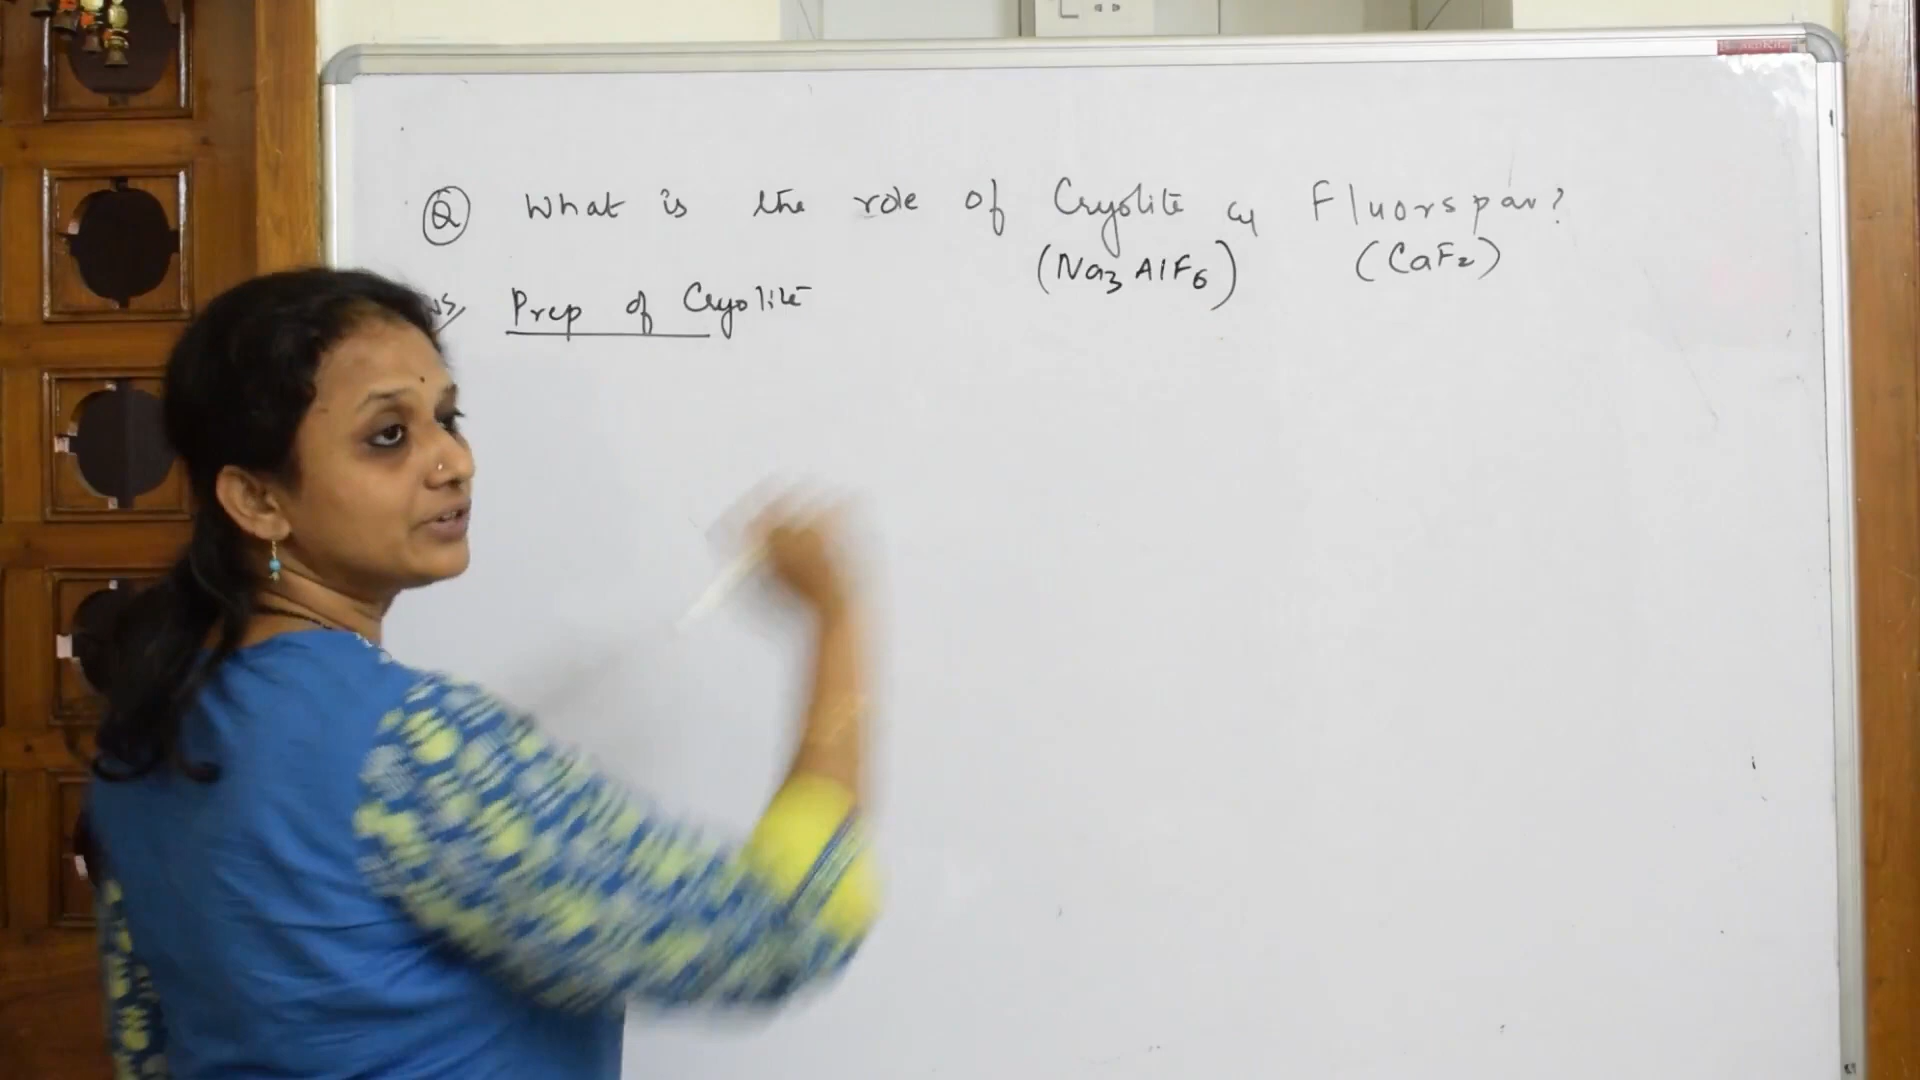 Q What is the role of Cryolite & Fluorspar?
(Na₃AlF₆) (CaF₂)
Prep of Cryolite